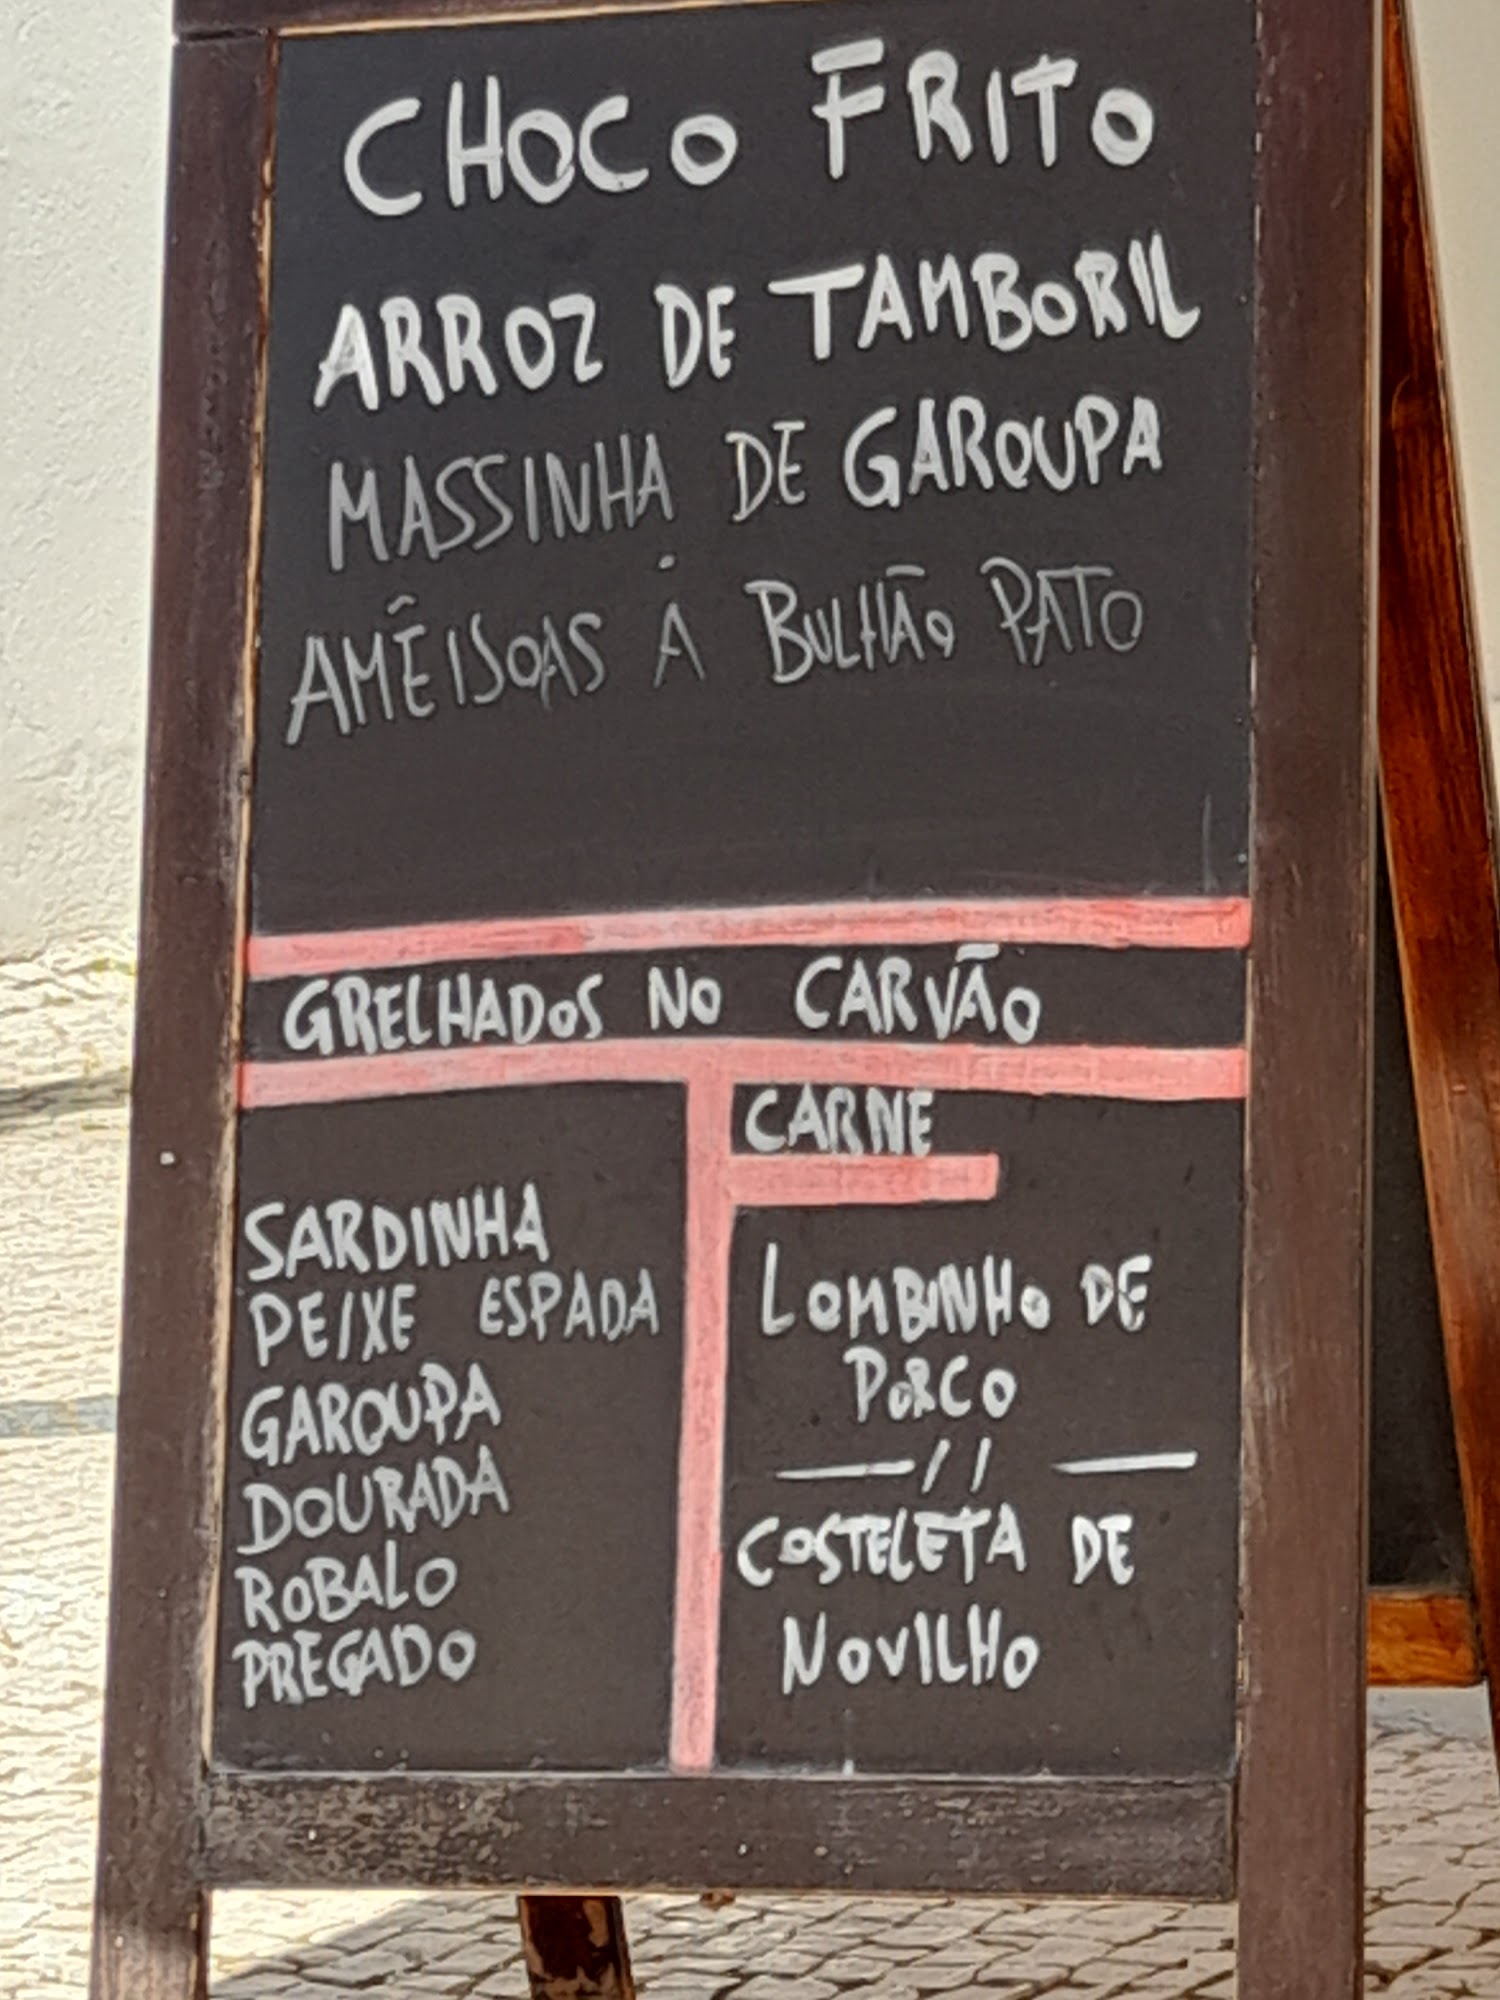 CHOCO FRITO
ARROZ DE TAMBORIL
MASSINHA DE GAROUPA
AMÊISOAS À BULHÃO PATO
GRELHADOS NO CARVÃO
SARDINHA
PEIXE ESPADA
GAROUPA
DOURADA
ROBALO
PREGADO
CARNE
LOMBINHO DE
PORCO
—// —
COSTELETA DE
NOVILHO